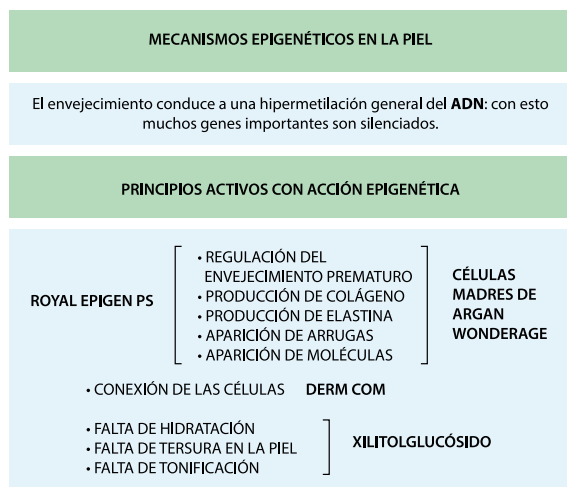 MECANISMOS EPIGENÉTICOS EN LA PIEL
El envejecimiento conduce a una hipermetilación general del ADN: con esto
muchos genes importantes son silenciados.
PRINCIPIOS ACTIVOS CON ACCIÓN EPIGENÉTICA
ROYAL EPIGEN PS
• REGULACIÓN DEL
ENVEJECIMIENTO PREMATURO
• PRODUCCIÓN DE COLÁGENO
• PRODUCCIÓN DE ELASTINA
• APARICIÓN DE ARRUGAS
• APARICIÓN DE MOLÉCULAS
CÉLULAS
MADRES DE
ARGAN
WONDERAGE
• CONEXIÓN DE LAS CÉLULAS DERM COM
• FALTA DE HIDRATACIÓN
• FALTA DE TERSURA EN LA PIEL
• FALTA DE TONIFICACIÓN
XILITOLGLUCÓSIDO